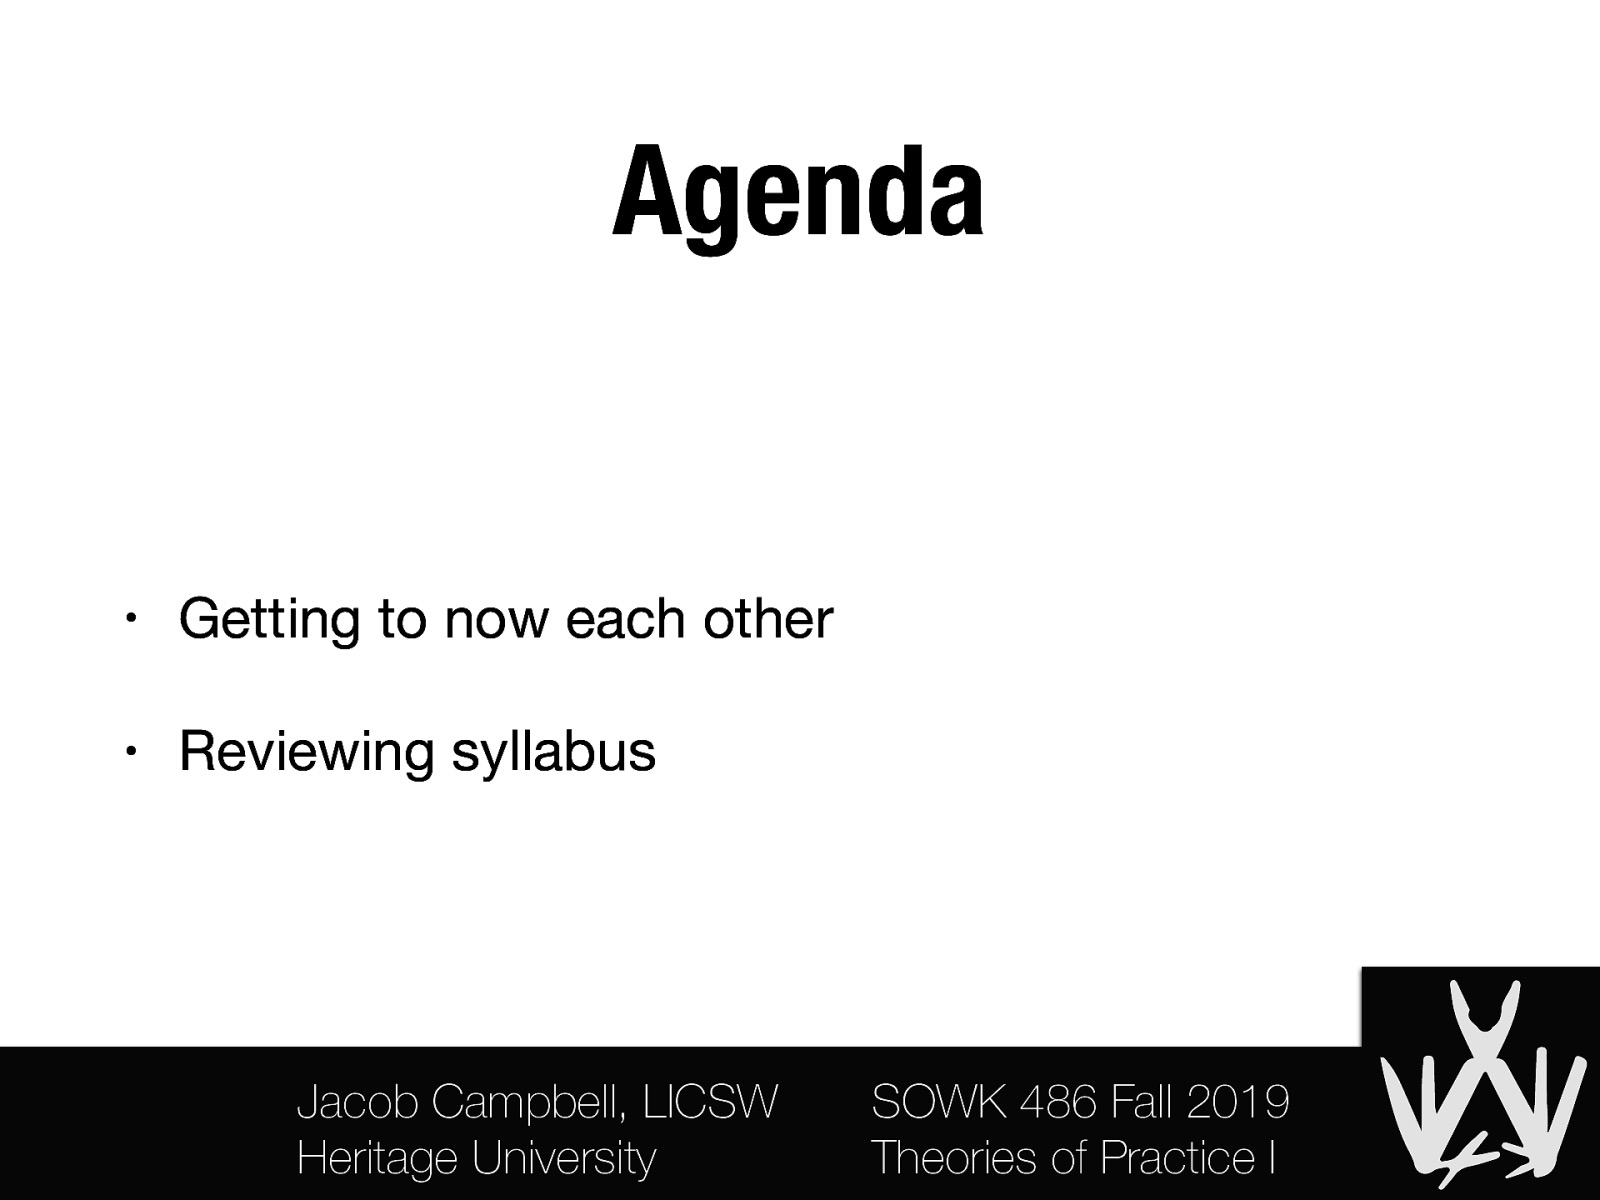 Agenda
• Getting to now each other
• Reviewing syllabus
Jacob Campbell, LICSW
Heritage University
SOWK 486 Fall 2019
Theories of Practice I